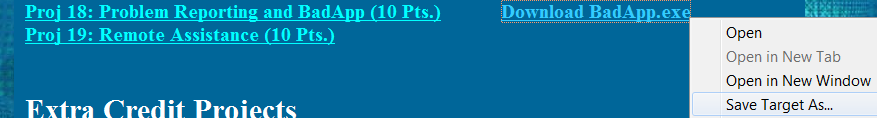 Proj 18: Problem Reporting and BadApp (10 Pts.) Download BadApp.exe
Proj 19: Remote Assistance (10 Pts.)
Extra Credit Projects
Open
Open in New Tab
Open in New Window
Save Target As...